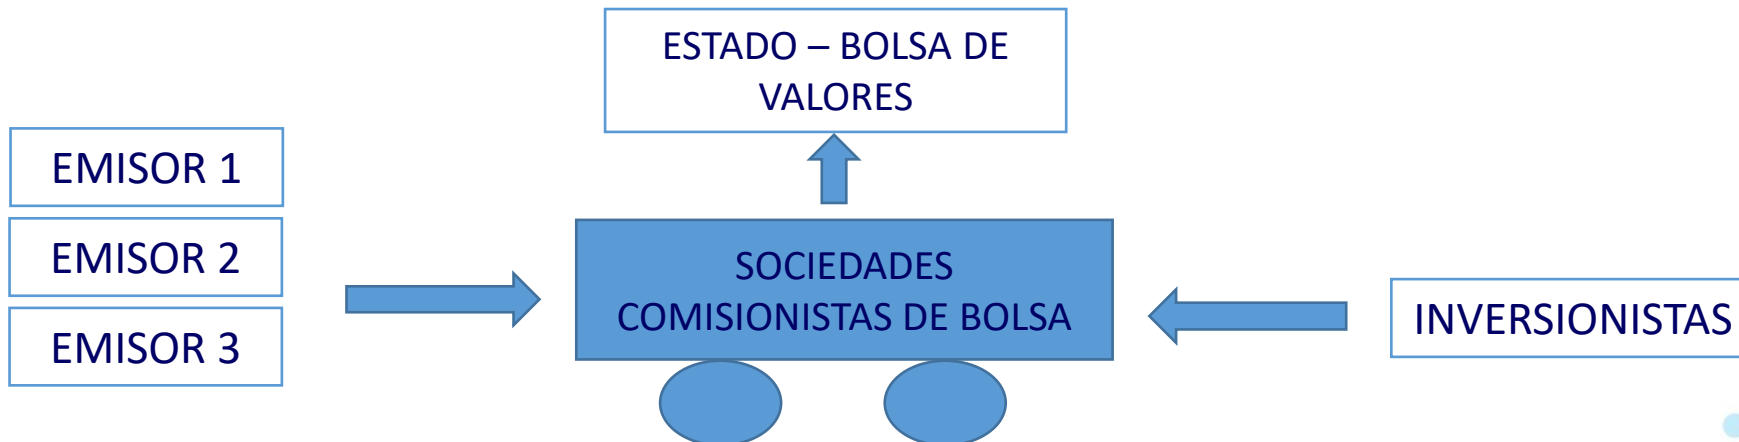 ESTADO – BOLSA DE
VALORES
EMISOR 1
EMISOR 2
EMISOR 3
SOCIEDADES
COMISIONISTAS DE BOLSA
INVERSIONISTAS